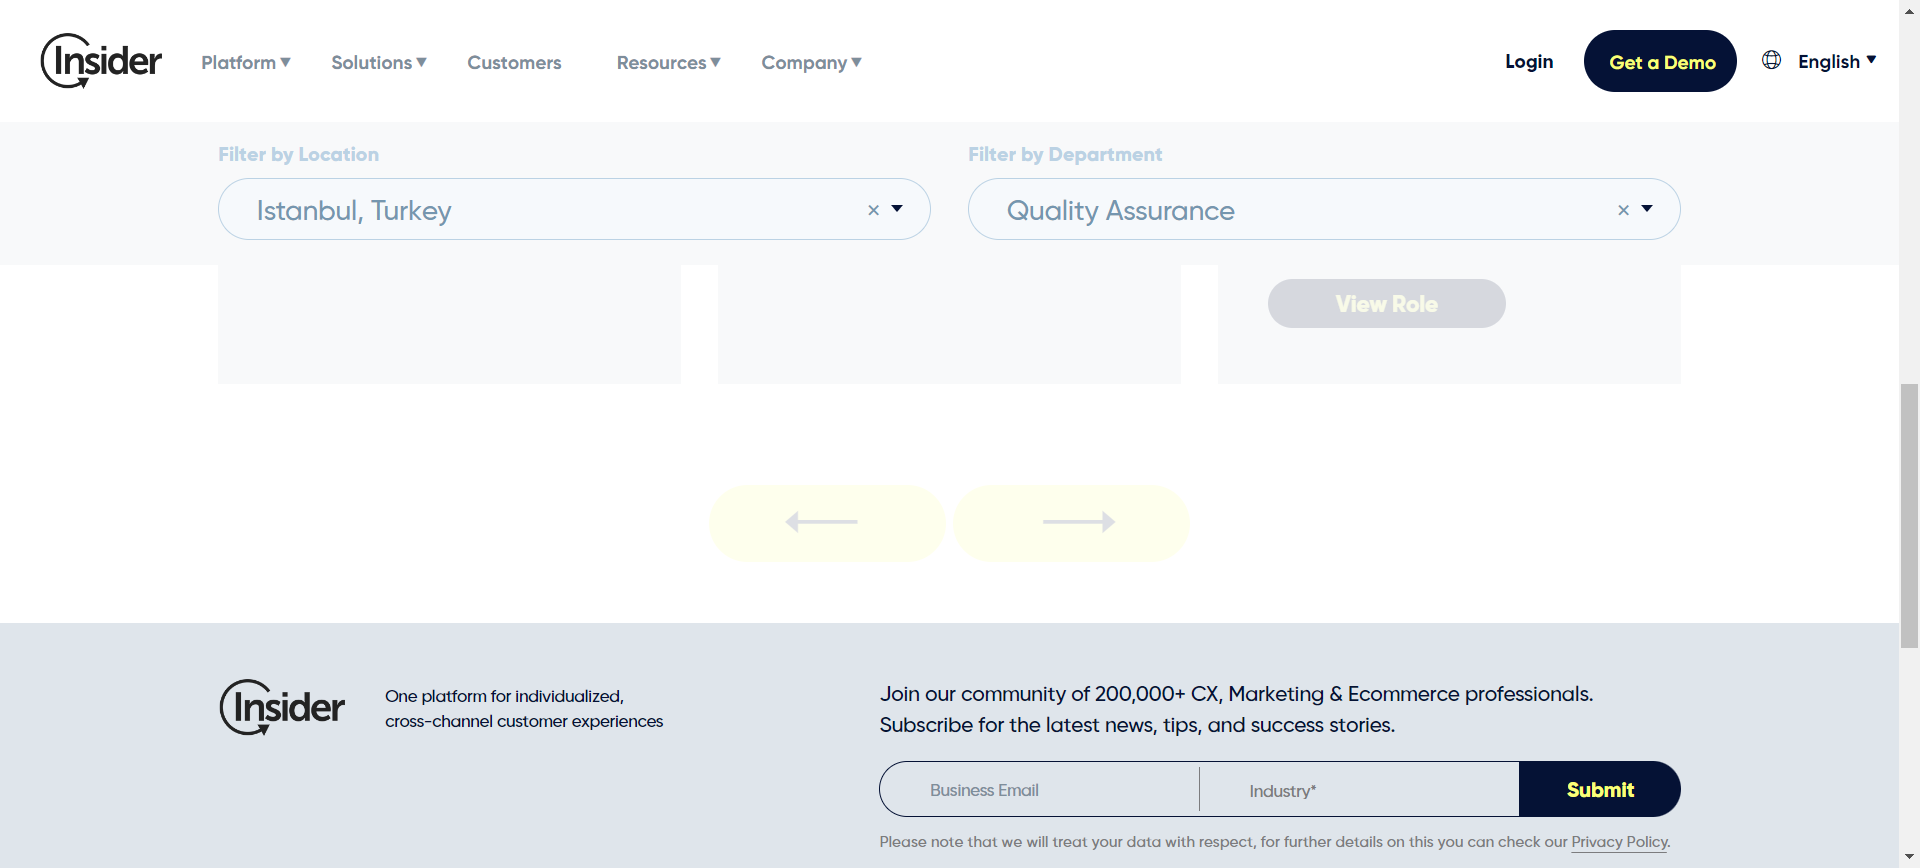 Insider
Platform ▾ Solutions ▾ Customers Resources ▾ Company ▾
Login Get a Demo English ▾
Filter by Location
Istanbul, Turkey × ▾
Filter by Department
Quality Assurance × ▾
View Role
Insider
One platform for individualized,
cross-channel customer experiences
Join our community of 200,000+ CX, Marketing & Ecommerce professionals.
Subscribe for the latest news, tips, and success stories.
Business Email Industry* Submit
Please note that we will treat your data with respect, for further details on this you can check our Privacy Policy.